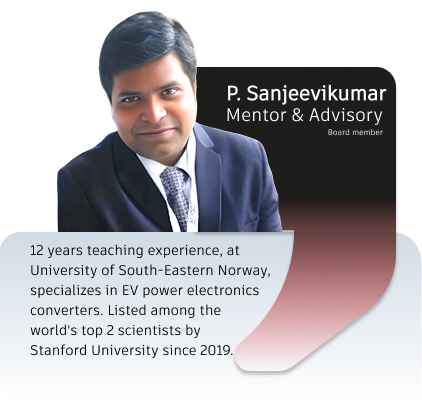 P. Sanjeevikumar
Mentor & Advisory
Board member
12 years teaching experience, at
University of South-Eastern Norway,
specializes in EV power electronics
converters. Listed among the
world's top 2 scientists by
Stanford University since 2019.